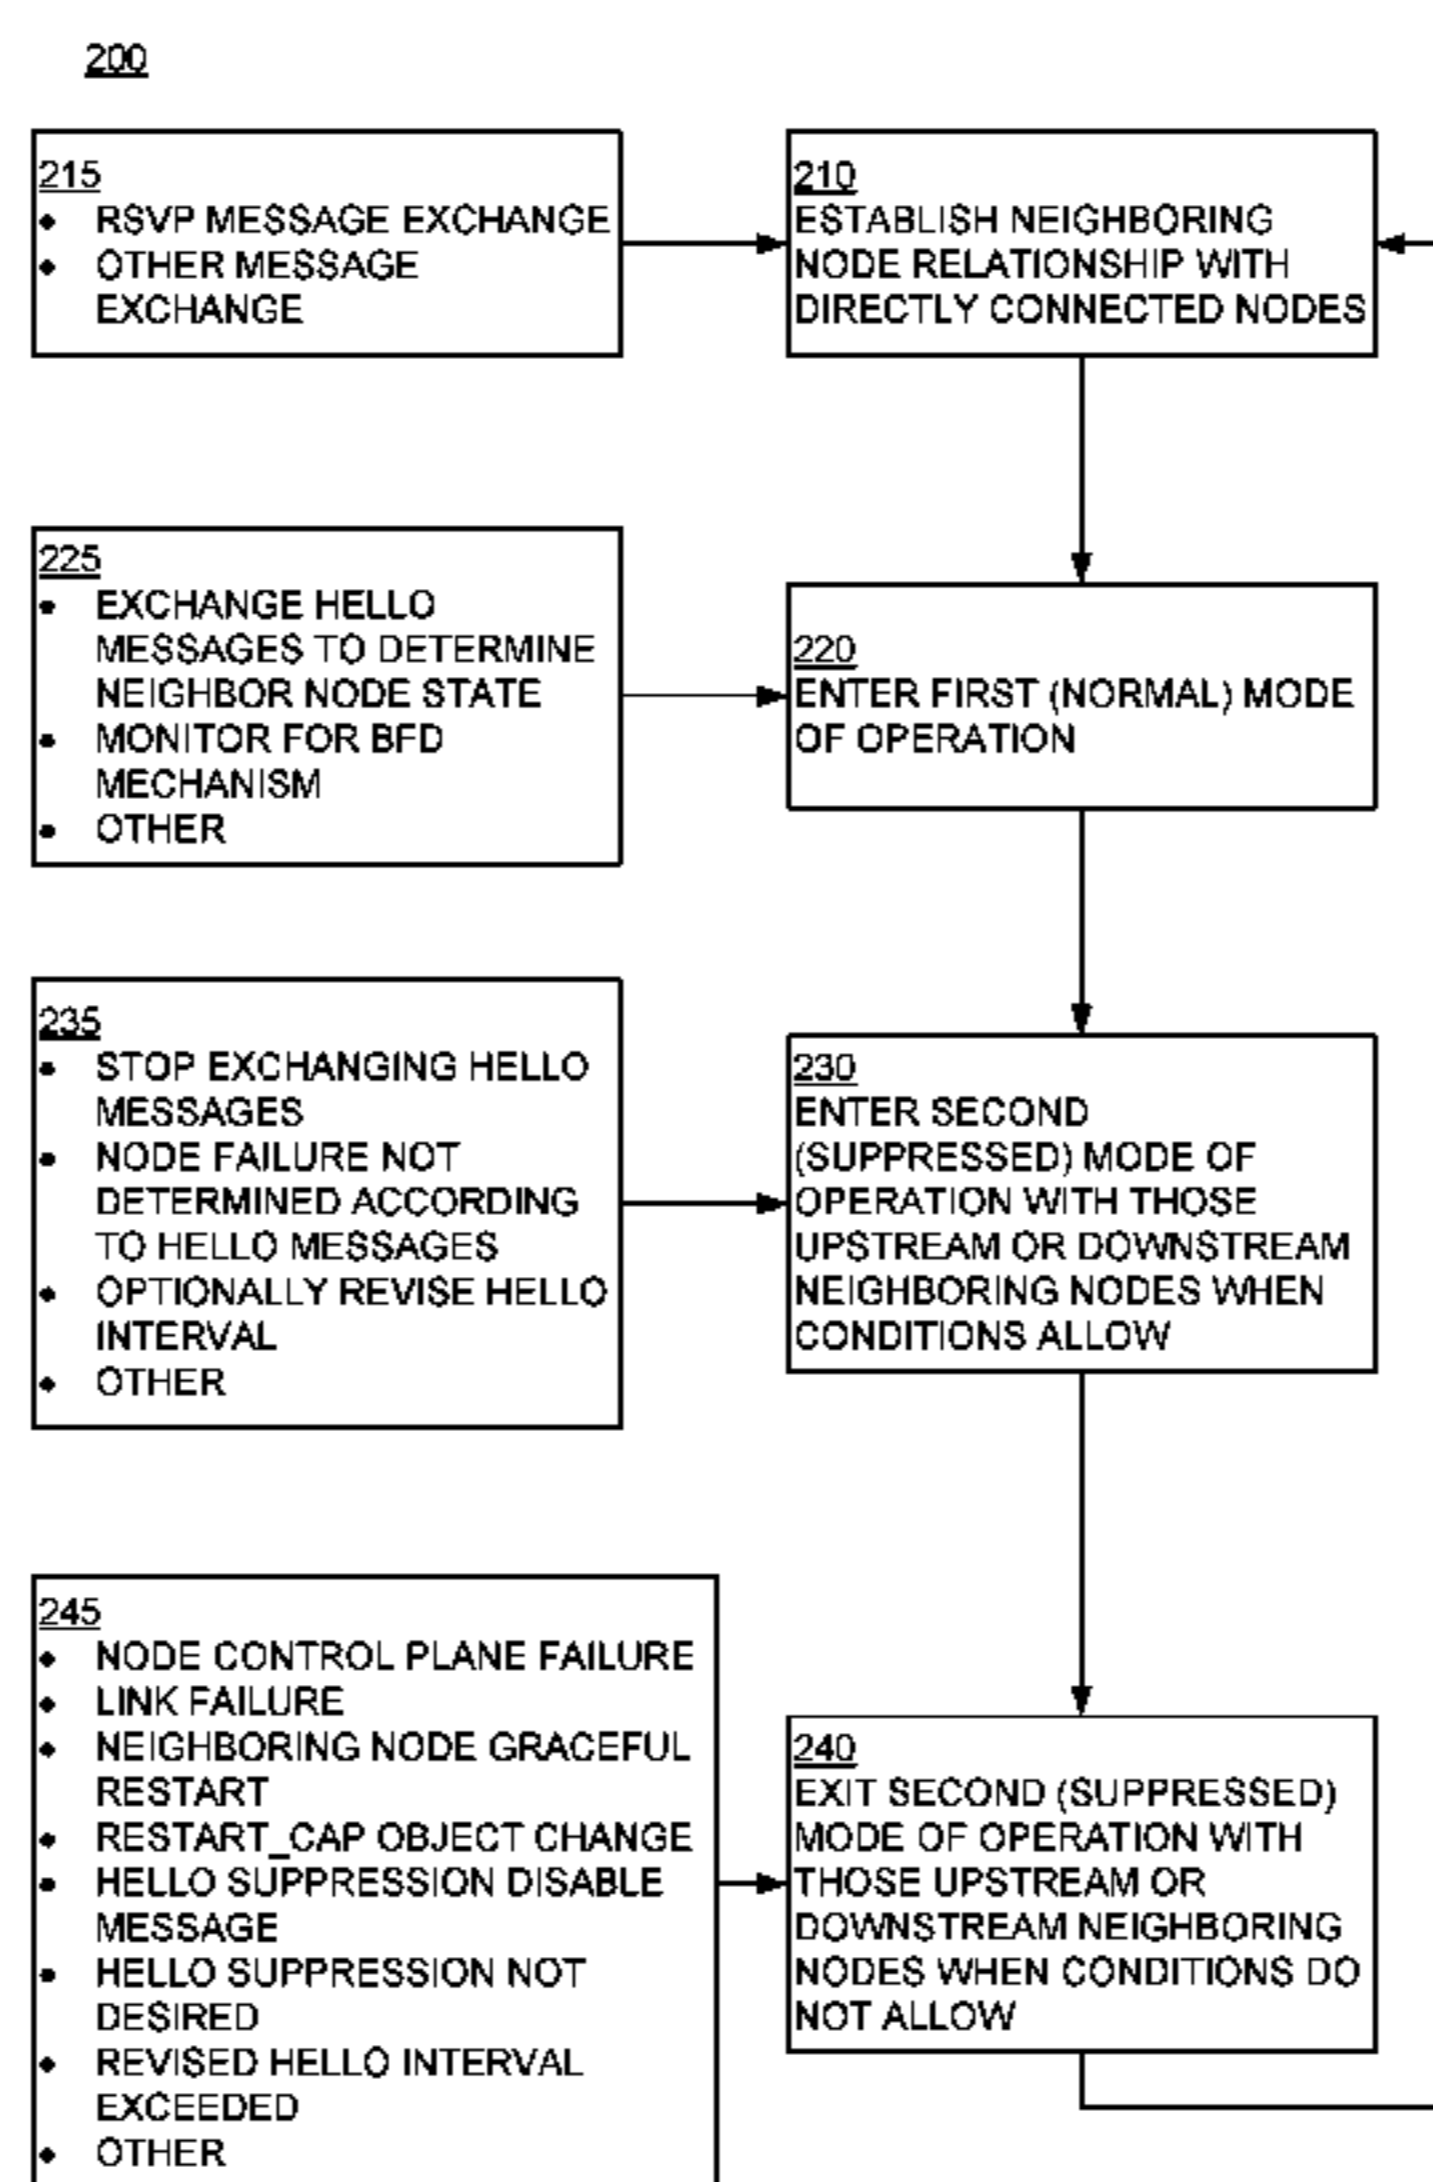 200
215
• RSVP MESSAGE EXCHANGE
• OTHER MESSAGE
EXCHANGE
210
ESTABLISH NEIGHBORING
NODE RELATIONSHIP WITH
DIRECTLY CONNECTED NODES
225
• EXCHANGE HELLO
MESSAGES TO DETERMINE
NEIGHBOR NODE STATE
• MONITOR FOR BFD
MECHANISM
• OTHER
220
ENTER FIRST (NORMAL) MODE
OF OPERATION
235
• STOP EXCHANGING HELLO
MESSAGES
• NODE FAILURE NOT
DETERMINED ACCORDING
TO HELLO MESSAGES
• OPTIONALLY REVISE HELLO
INTERVAL
• OTHER
230
ENTER SECOND
(SUPPRESSED) MODE OF
OPERATION WITH THOSE
UPSTREAM OR DOWNSTREAM
NEIGHBORING NODES WHEN
CONDITIONS ALLOW
245
• NODE CONTROL PLANE FAILURE
• LINK FAILURE
• NEIGHBORING NODE GRACEFUL
RESTART
• RESTART_CAP OBJECT CHANGE
• HELLO SUPPRESSION DISABLE
MESSAGE
• HELLO SUPPRESSION NOT
DESIRED
• REVISED HELLO INTERVAL
EXCEEDED
• OTHER
240
EXIT SECOND (SUPPRESSED)
MODE OF OPERATION WITH
THOSE UPSTREAM OR
DOWNSTREAM NEIGHBORING
NODES WHEN CONDITIONS DO
NOT ALLOW